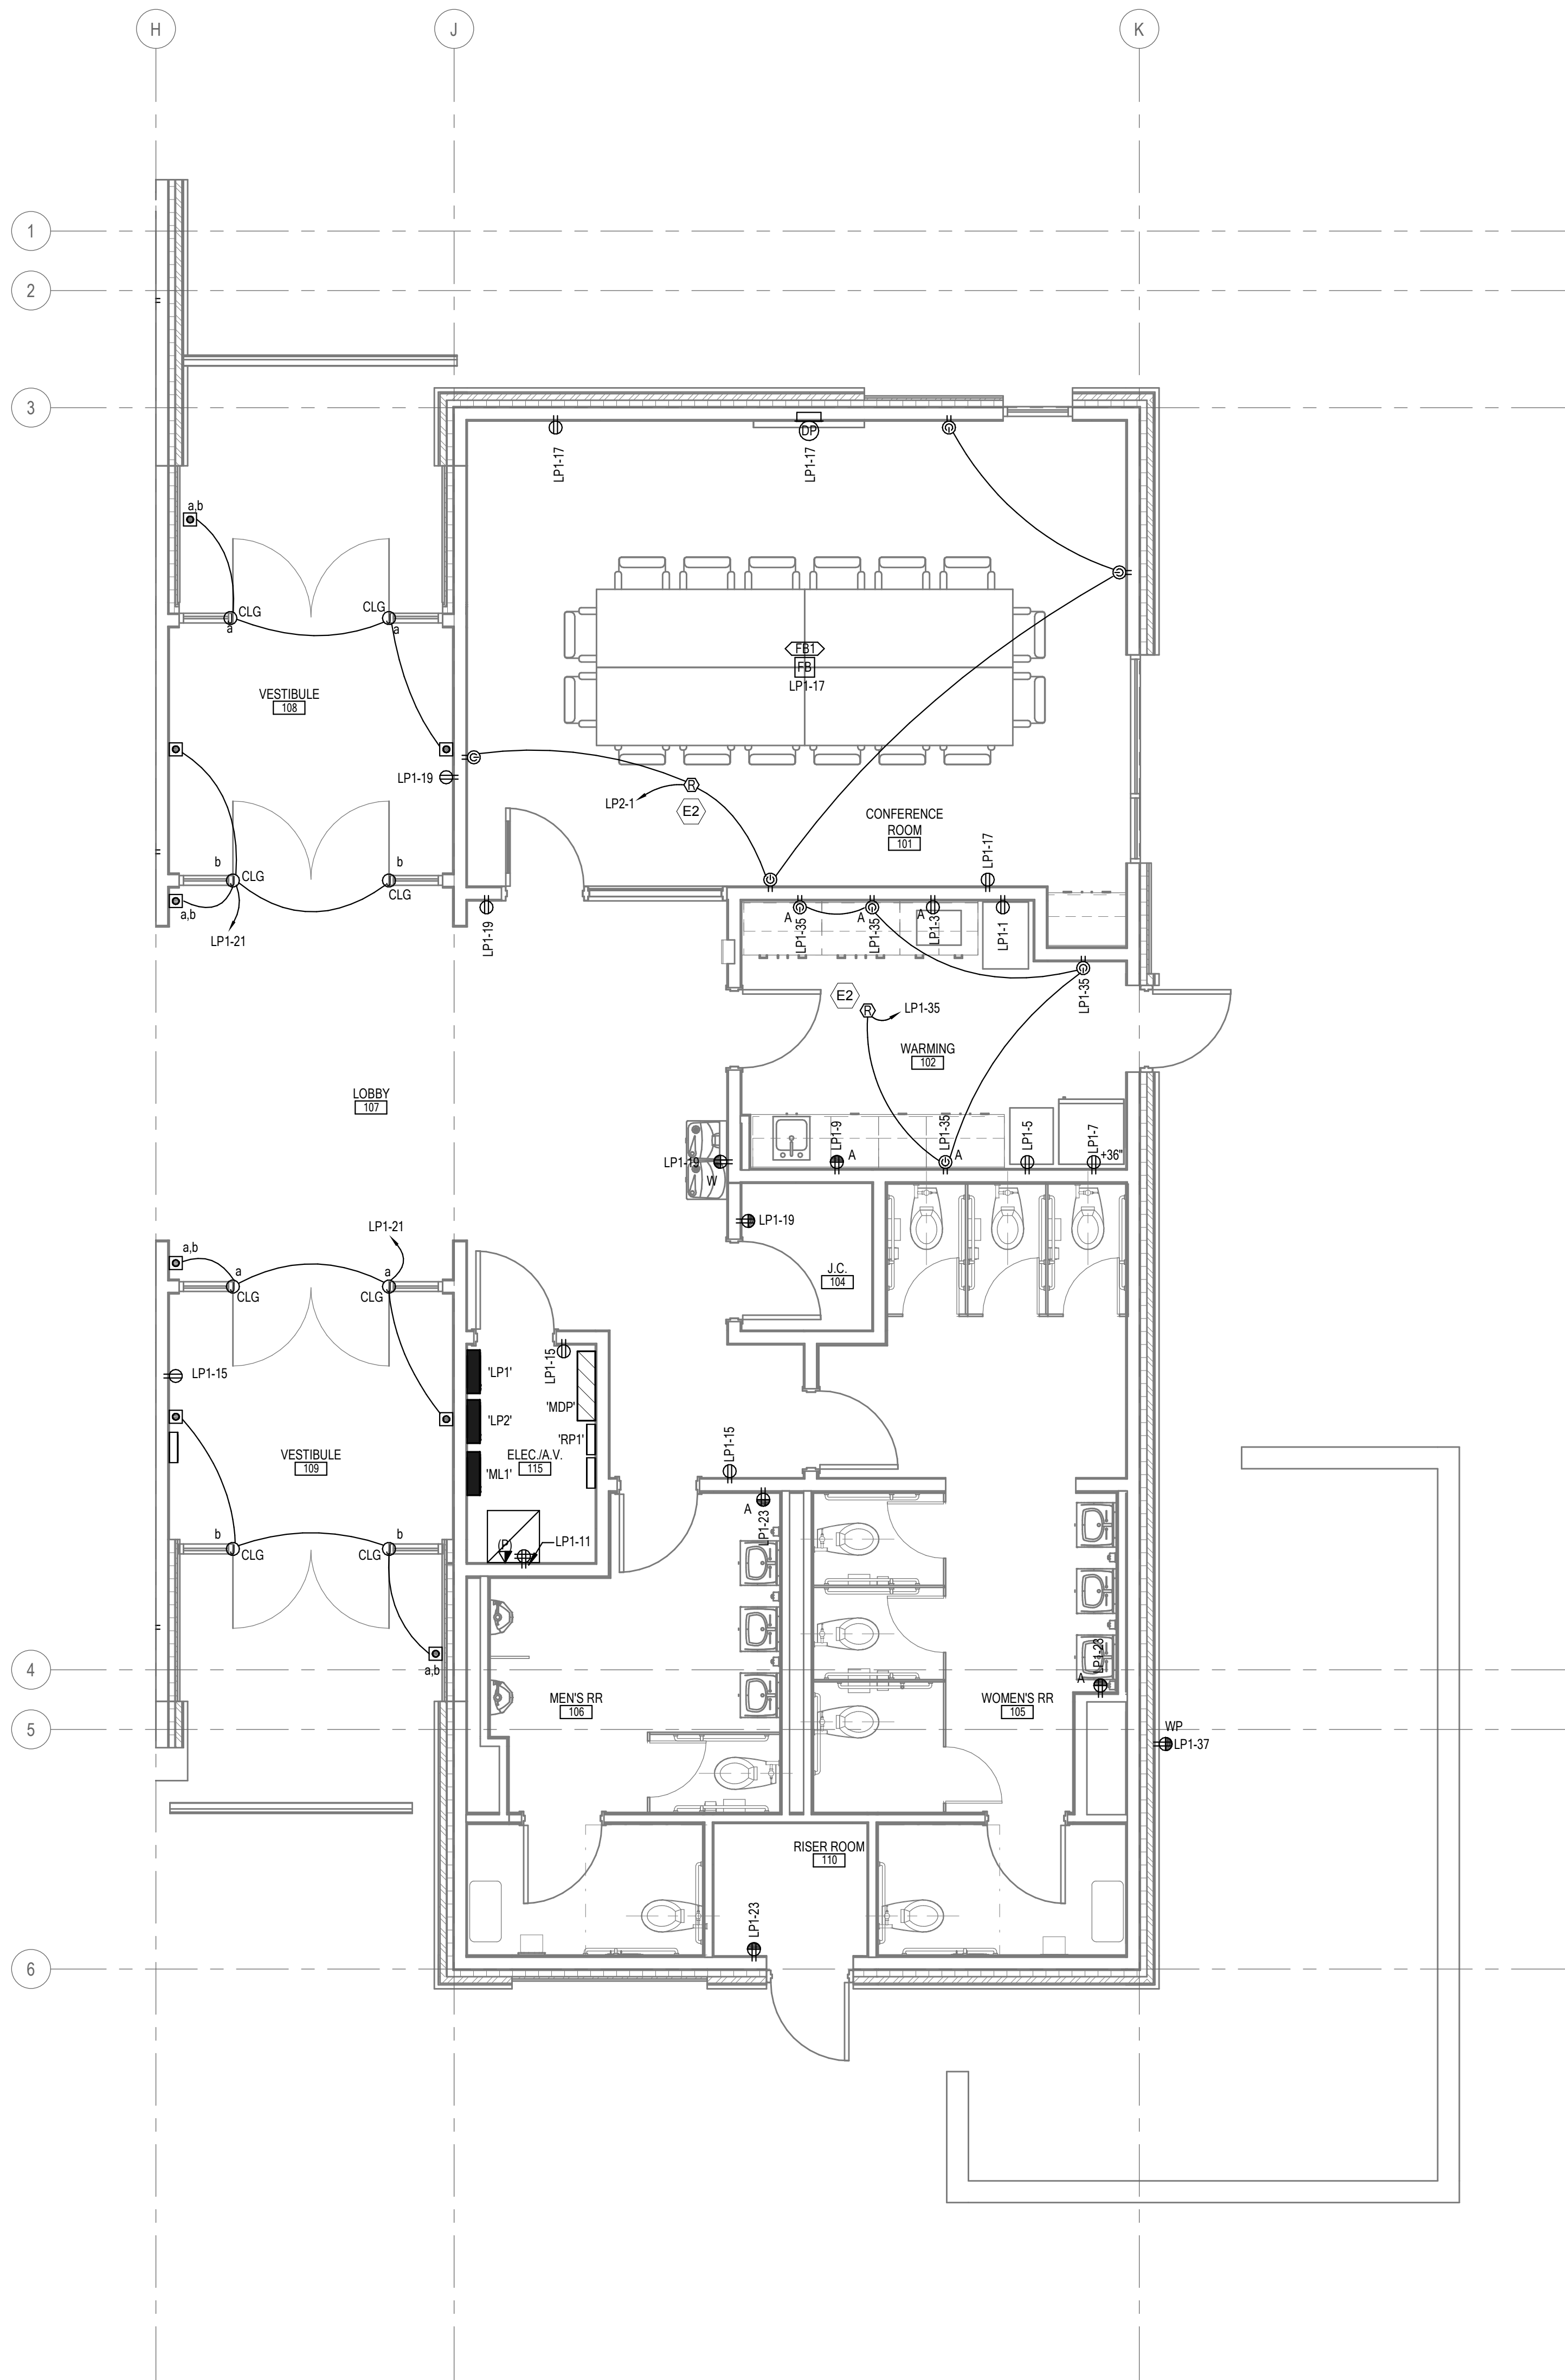 H
J
K
1
2
3
LP1-17
DP
LP1-17
a,b
CLG
a
CLG
a
FB1
FB
LP1-17
VESTIBULE
108
LP1-19
R
LP2-1
E2
CONFERENCE
ROOM
101
LP1-17
b
CLG
b
CLG
a,b
LP1-21
LP1-19
A
LP1-35
A
LP1-35
A
LP1-3
LP1-1
LP1-35
E2
R
LP1-35
WARMING
102
LOBBY
107
LP1-19
W
LP1-9
A
LP1-35
A
LP1-5
LP1-7
+36"
LP1-19
J.C.
104
LP1-21
a,b
a
CLG
a
CLG
LP1-15
LP1-15
'LP1'
'LP2'
'ML1'
'MDP'
'RP1'
ELEC./A.V.
115
VESTIBULE
109
LP1-15
A
LP1-23
(P)
LP1-11
b
CLG
b
CLG
a,b
4
MEN'S RR
106
WOMEN'S RR
105
LP1-23
A
5
WP
LP1-37
RISER ROOM
110
LP1-23
6